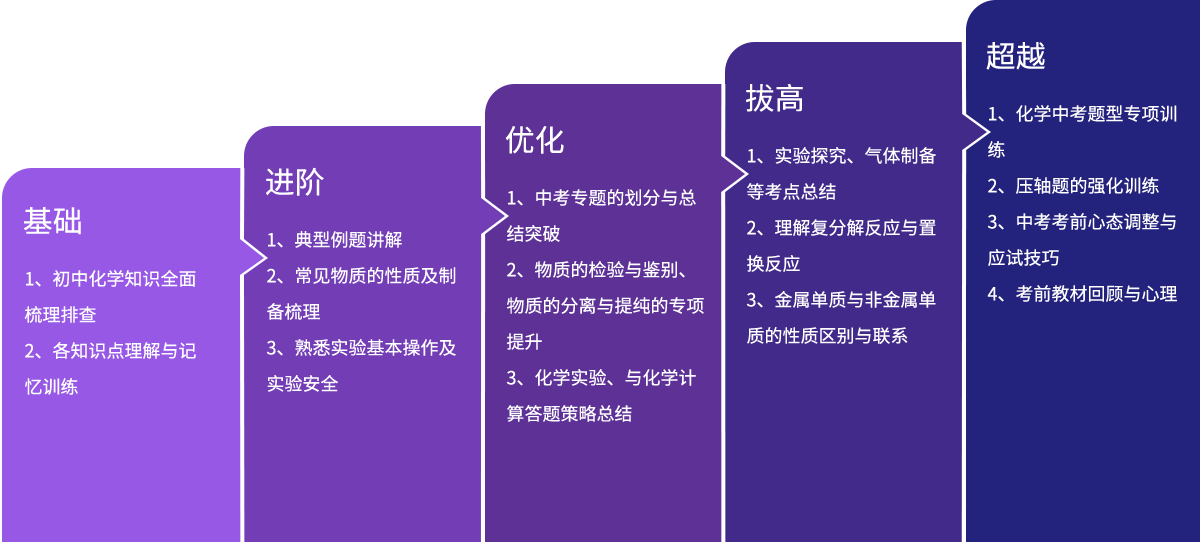 基础
1、初中化学知识全面
梳理排查
2、各知识点理解与记
忆训练
进阶
1、典型例题讲解
2、常见物质的性质及制
备梳理
3、熟悉实验基本操作及
实验安全
优化
1、中考专题的划分与总
结突破
2、物质的检验与鉴别、
物质的分离与提纯的专项
提升
3、化学实验、与化学计
算答题策略总结
拔高
1、实验探究、气体制备
等考点总结
2、理解复分解反应与置
换反应
3、金属单质与非金属单
质的性质区别与联系
超越
1、化学中考题型专项训
练
2、压轴题的强化训练
3、中考考前心态调整与
应试技巧
4、考前教材回顾与心理